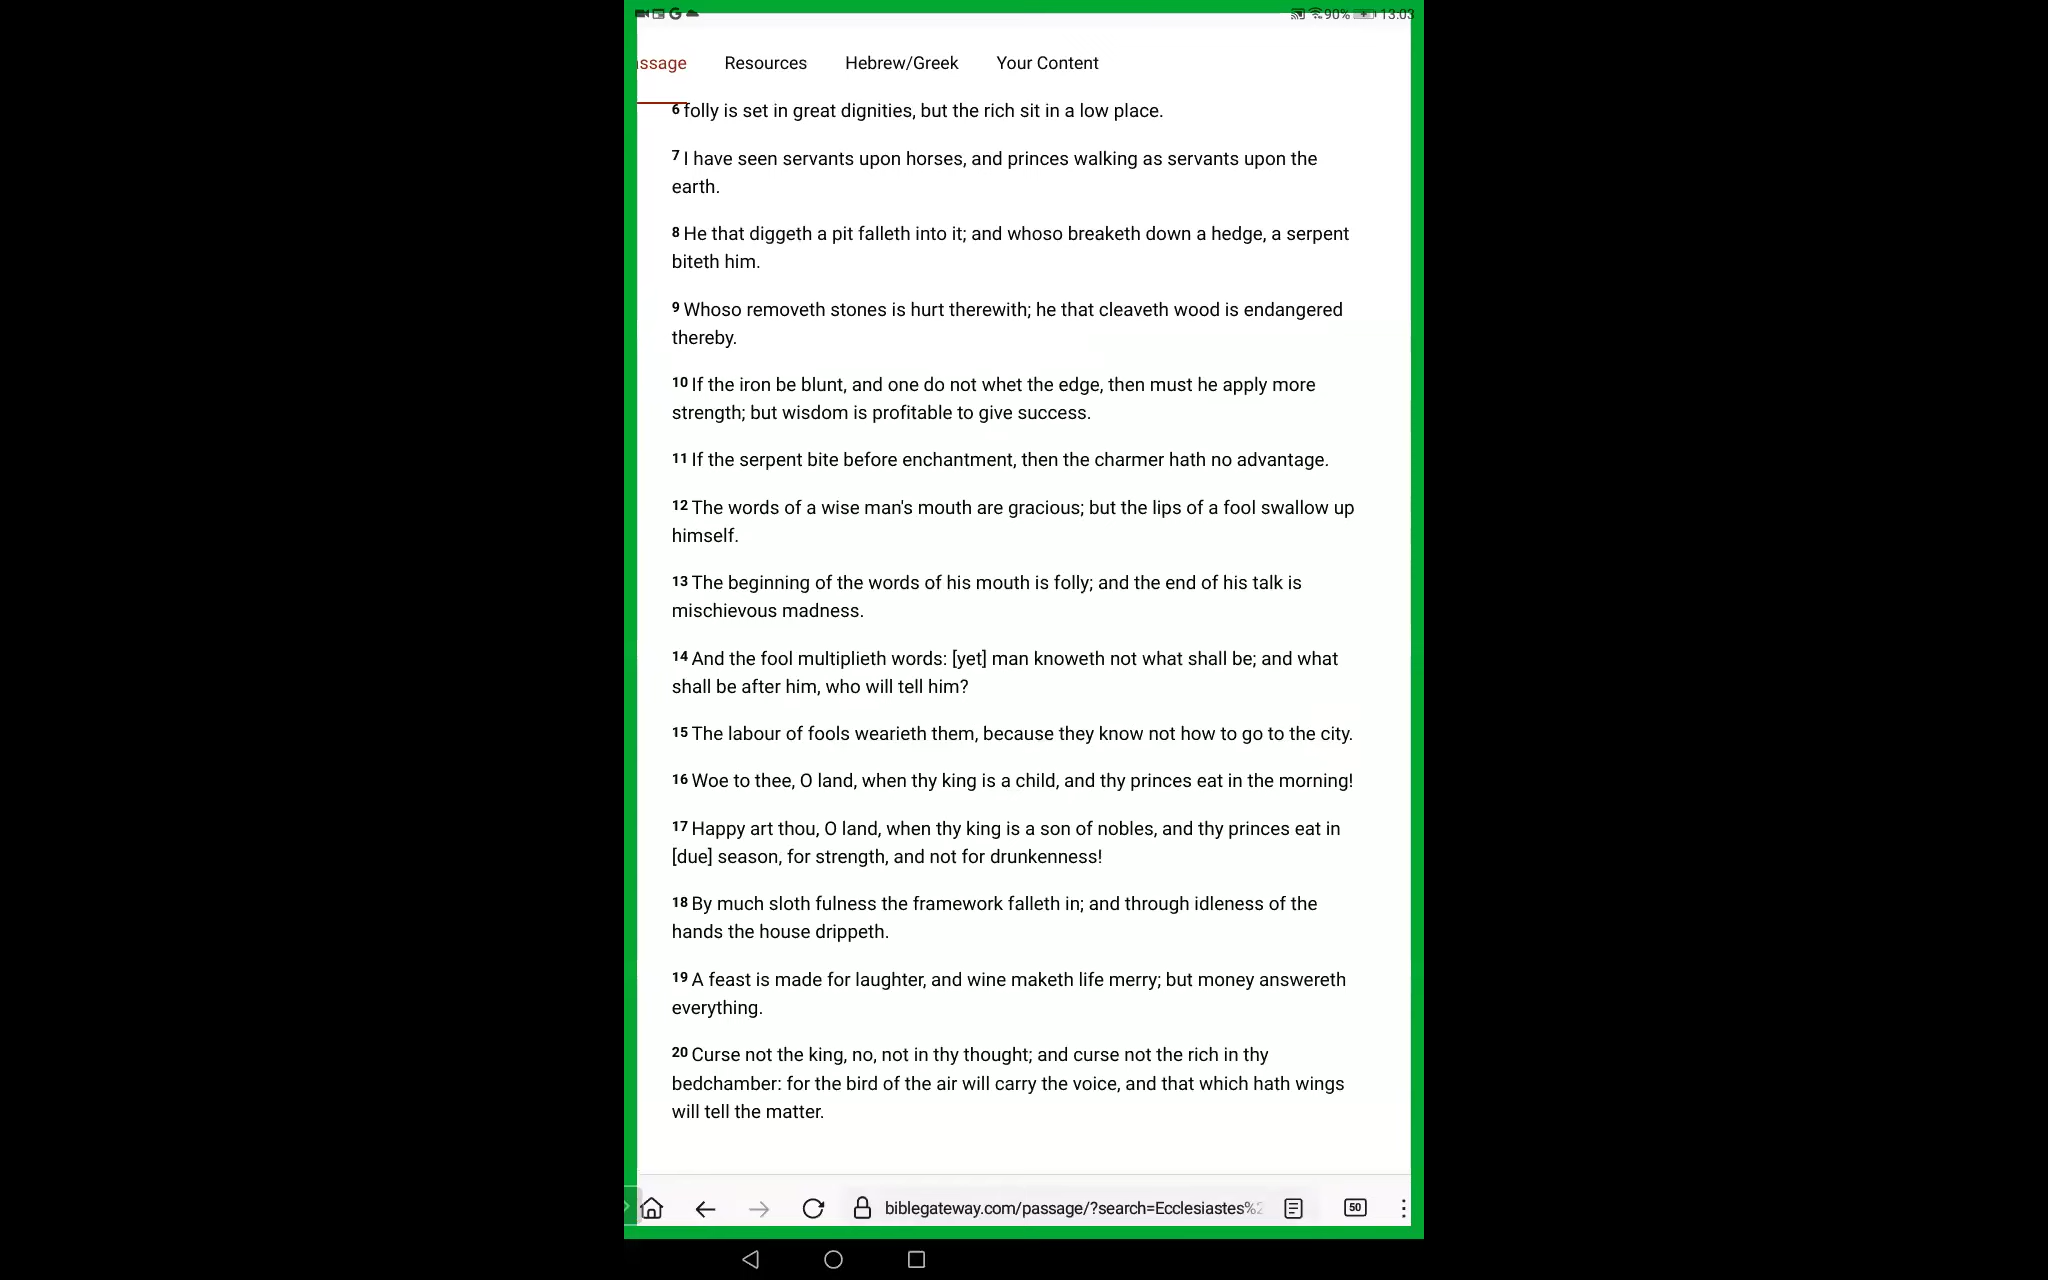 90% 13:03
ssage Resources Hebrew/Greek Your Content
6 folly is set in great dignities, but the rich sit in a low place.
7 I have seen servants upon horses, and princes walking as servants upon the
earth.
8 He that diggeth a pit falleth into it; and whoso breaketh down a hedge, a serpent
biteth him.
9 Whoso removeth stones is hurt therewith; he that cleaveth wood is endangered
thereby.
10 If the iron be blunt, and one do not whet the edge, then must he apply more
strength; but wisdom is profitable to give success.
11 If the serpent bite before enchantment, then the charmer hath no advantage.
12 The words of a wise man's mouth are gracious; but the lips of a fool swallow up
himself.
13 The beginning of the words of his mouth is folly; and the end of his talk is
mischievous madness.
14 And the fool multiplieth words: [yet] man knoweth not what shall be; and what
shall be after him, who will tell him?
15 The labour of fools wearieth them, because they know not how to go to the city.
16 Woe to thee, O land, when thy king is a child, and thy princes eat in the morning!
17 Happy art thou, O land, when thy king is a son of nobles, and thy princes eat in
[due] season, for strength, and not for drunkenness!
18 By much sloth fulness the framework falleth in; and through idleness of the
hands the house drippeth.
19 A feast is made for laughter, and wine maketh life merry; but money answereth
everything.
20 Curse not the king, no, not in thy thought; and curse not the rich in thy
bedchamber: for the bird of the air will carry the voice, and that which hath wings
will tell the matter.
biblegateway.com/passage/?search=Ecclesiastes%2 50